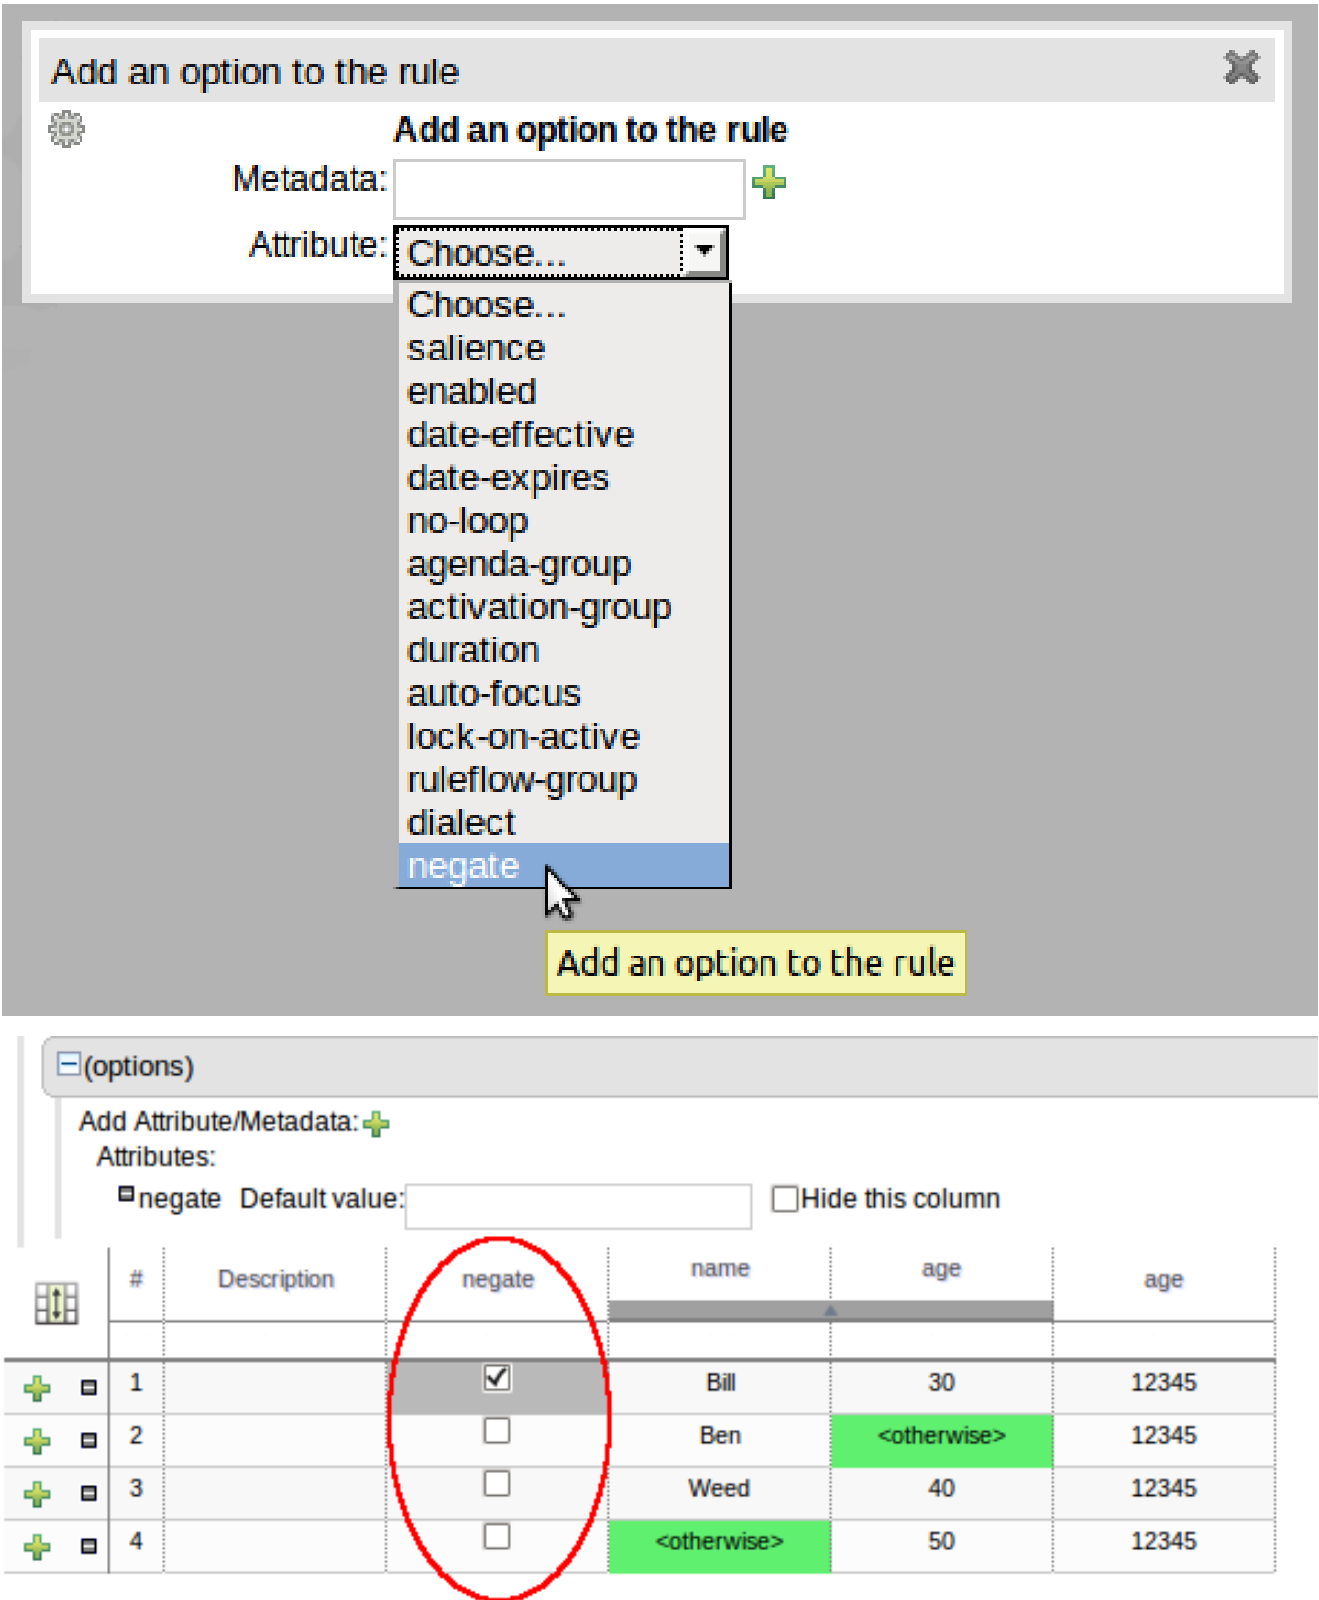 Add an option to the rule
Add an option to the rule
Metadata:
Attribute: Choose...
Choose...
salience
enabled
date-effective
date-expires
no-loop
agenda-group
activation-group
duration
auto-focus
lock-on-active
ruleflow-group
dialect
negate
Add an option to the rule
(options)
Add Attribute/Metadata:
Attributes:
negate Default value: Hide this column
# Description negate name age age
1 Bill 30 12345
2 Ben <otherwise> 12345
3 Weed 40 12345
4 <otherwise> 50 12345